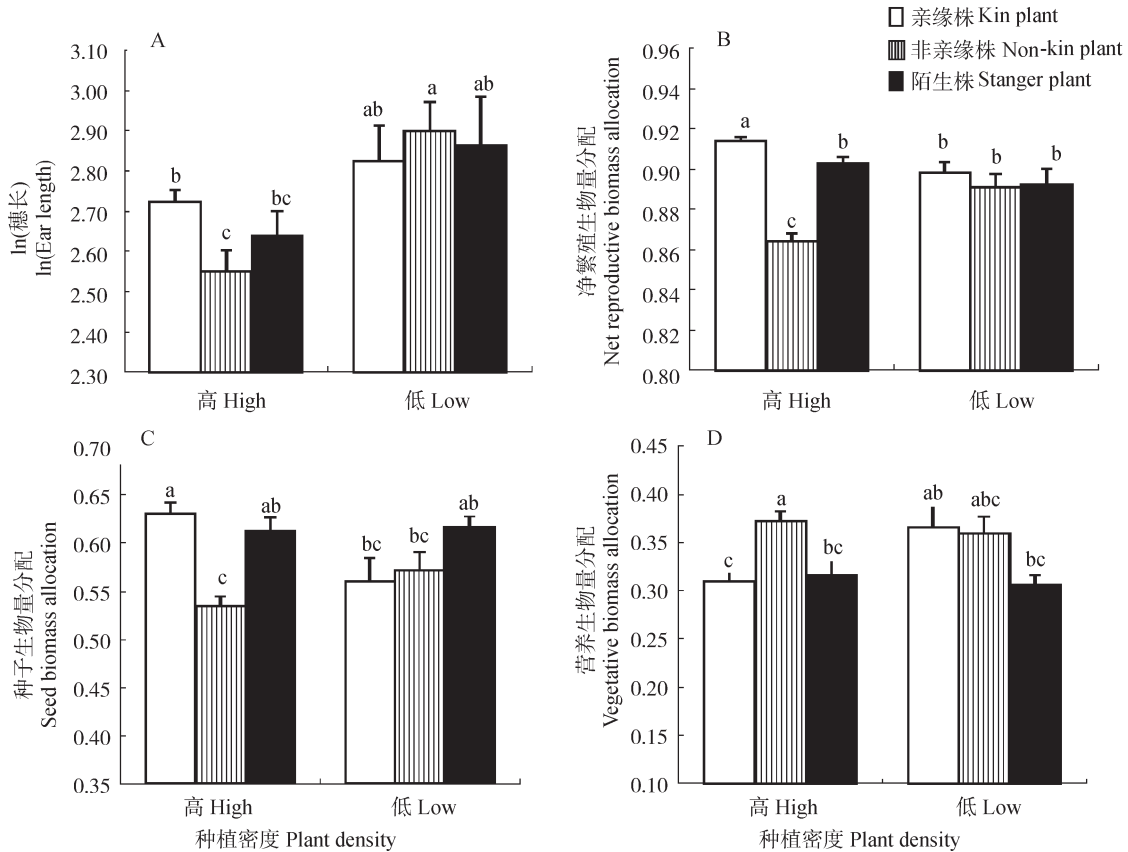 亲缘株 Kin plant
非亲缘株 Non-kin plant
陌生株 Stanger plant
A
ln(穗长)
ln(Ear length)
3.10
3.00
2.90
2.80
2.70
2.60
2.50
2.40
2.30
b
c
bc
ab
a
ab
高 High
低 Low
B
净繁殖生物量分配
Net reproductive biomass allocation
0.96
0.94
0.92
0.90
0.88
0.86
0.84
0.82
0.80
a
c
b
b
b
b
高 High
低 Low
C
种子生物量分配
Seed biomass allocation
0.70
0.65
0.60
0.55
0.50
0.45
0.40
0.35
a
c
ab
bc
bc
ab
高 High
低 Low
种植密度 Plant density
D
营养生物量分配
Vegetative biomass allocation
0.45
0.40
0.35
0.30
0.25
0.20
0.15
0.10
c
a
bc
ab
abc
bc
高 High
低 Low
种植密度 Plant density